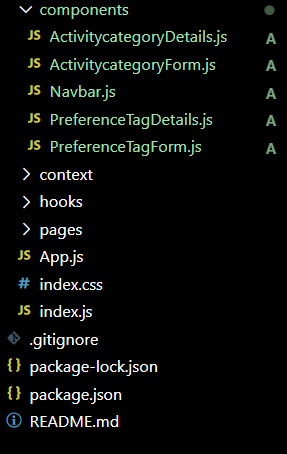 components
JS ActivitycategoryDetails.js A
JS ActivitycategoryForm.js A
JS Navbar.js A
JS PreferenceTagDetails.js A
JS PreferenceTagForm.js A
context
hooks
pages
JS App.js
# index.css
JS index.js
.gitignore
{} package-lock.json
{} package.json
README.md